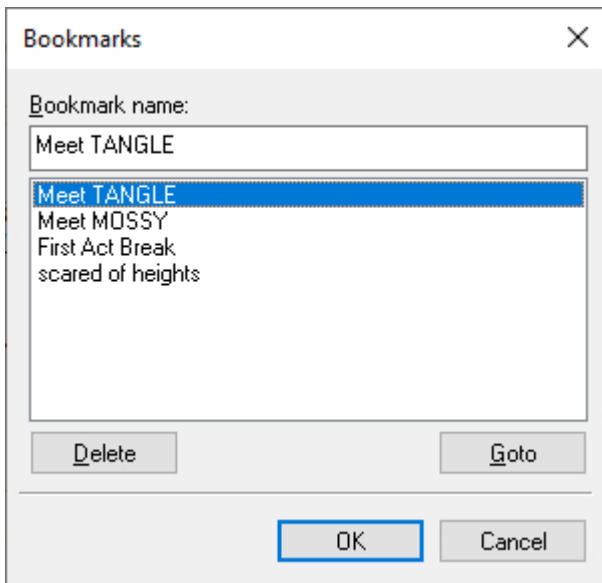 Bookmarks
Bookmark name:
Meet TANGLE
Meet TANGLE
Meet MOSSY
First Act Break
scared of heights
Delete
Goto
OK
Cancel